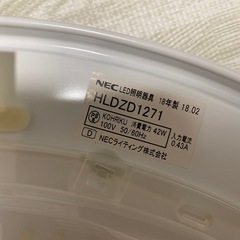 NEC LED照明器具 18年製 18.02
HLDZD1271
PS E KOHRIKU 消費電力 42W 入力電流
100V 50/60Hz 0.43A
D NECライティング株式会社